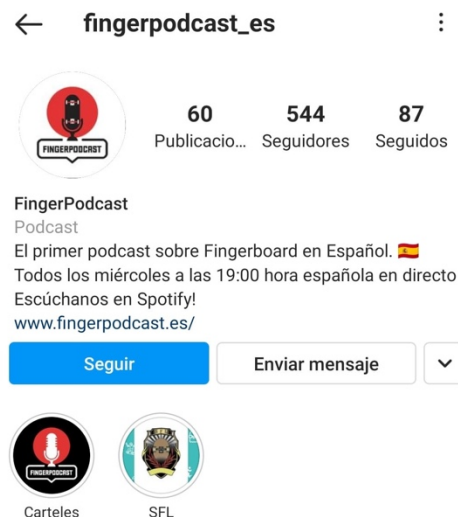 fingerpodcast_es
FINGERPODCAST
60 544 87
Publicacio... Seguidores Seguidos
FingerPodcast
Podcast
El primer podcast sobre Fingerboard en Español. 🇪🇸
Todos los miércoles a las 19:00 hora española en directo
Escúchanos en Spotify!
www.fingerpodcast.es/
Seguir Enviar mensaje
FINGERPODCAST
Carteles SFL